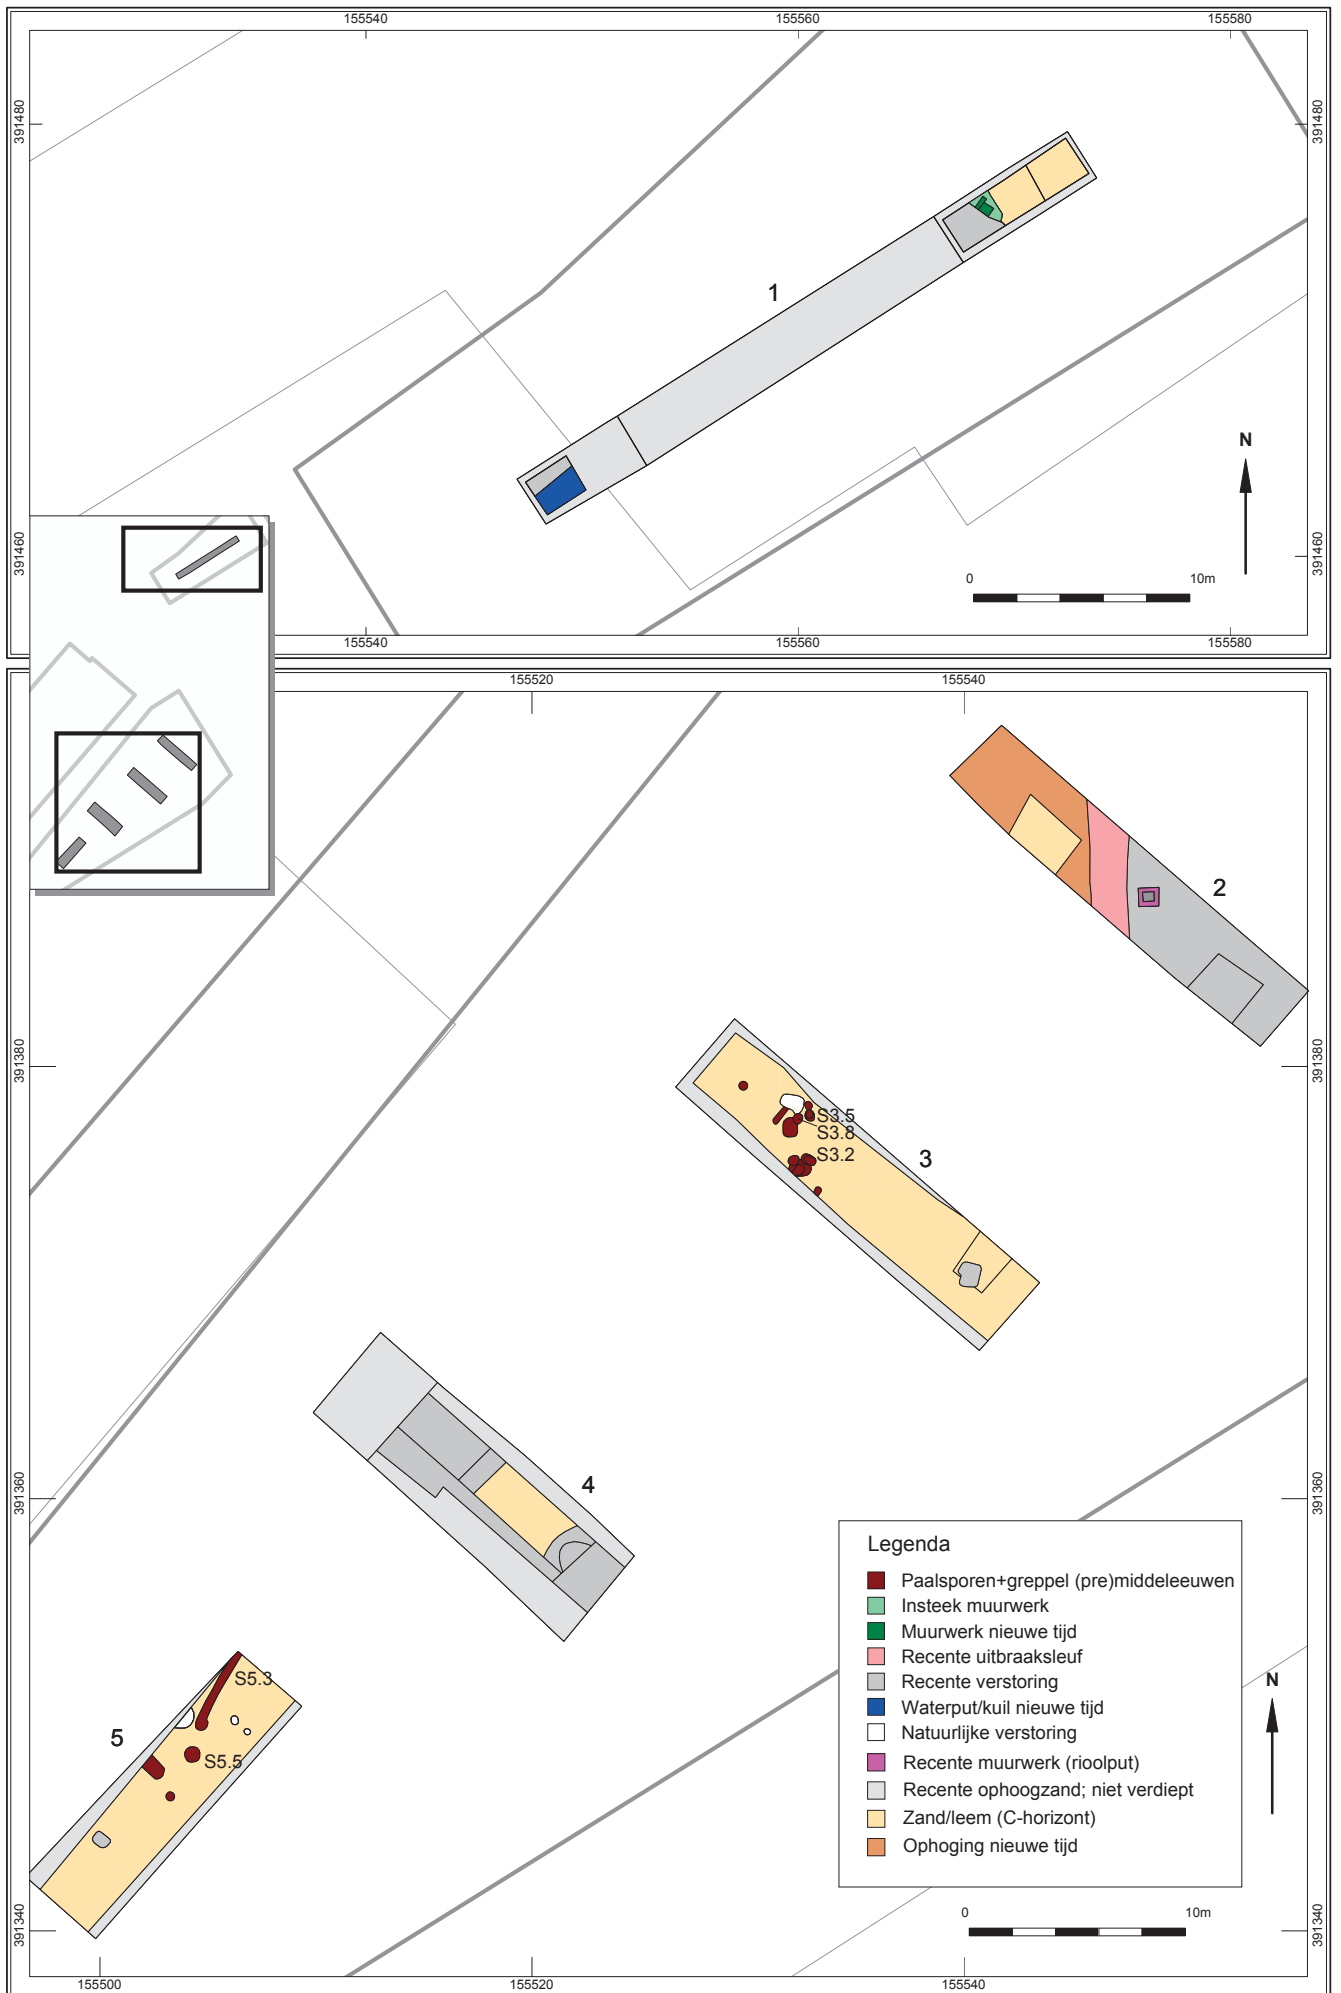 155540
155560
155580
391480
391480
1
N
391460
391460
0
10m
155540
155560
155580
155520
155540
2
391380
391380
S3.5
S3.8
S3.2
3
4
391360
391360
Legenda
Paalsporen+greppel (pre)middeleeuwen
Insteek muurwerk
Muurwerk nieuwe tijd
Recente uitbraaksleuf
Recente verstoring
Waterput/kuil nieuwe tijd
Natuurlijke verstoring
Recente muurwerk (rioolput)
Recente ophoogzand; niet verdiept
Zand/leem (C-horizont)
Ophoging nieuwe tijd
S5.3
N
5
S5.5
0
10m
391340
391340
155500
155520
155540